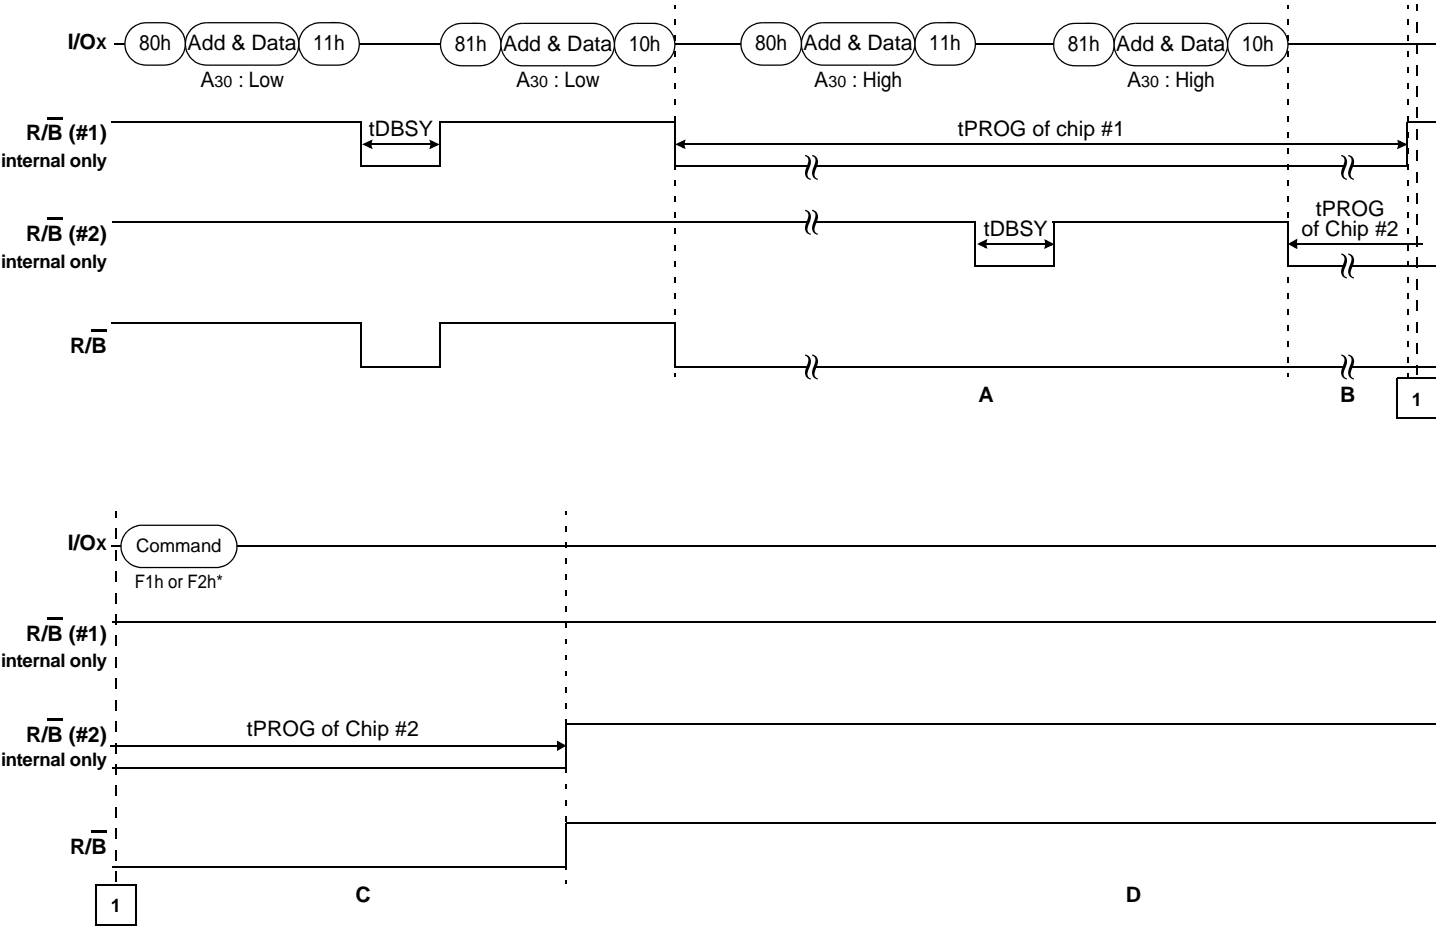 I/Ox 80h Add & Data 11h 81h Add & Data 10h 80h Add & Data 11h 81h Add & Data 10h
A30 : Low A30 : Low A30 : High A30 : High
R/B̅ (#1) tDBSY tPROG of chip #1
internal only
R/B̅ (#2) tDBSY tPROG of Chip #2
internal only
R/B̅
A B 1
I/Ox Command
F1h or F2h*
R/B̅ (#1)
internal only
R/B̅ (#2) tPROG of Chip #2
internal only
R/B̅
1 C D